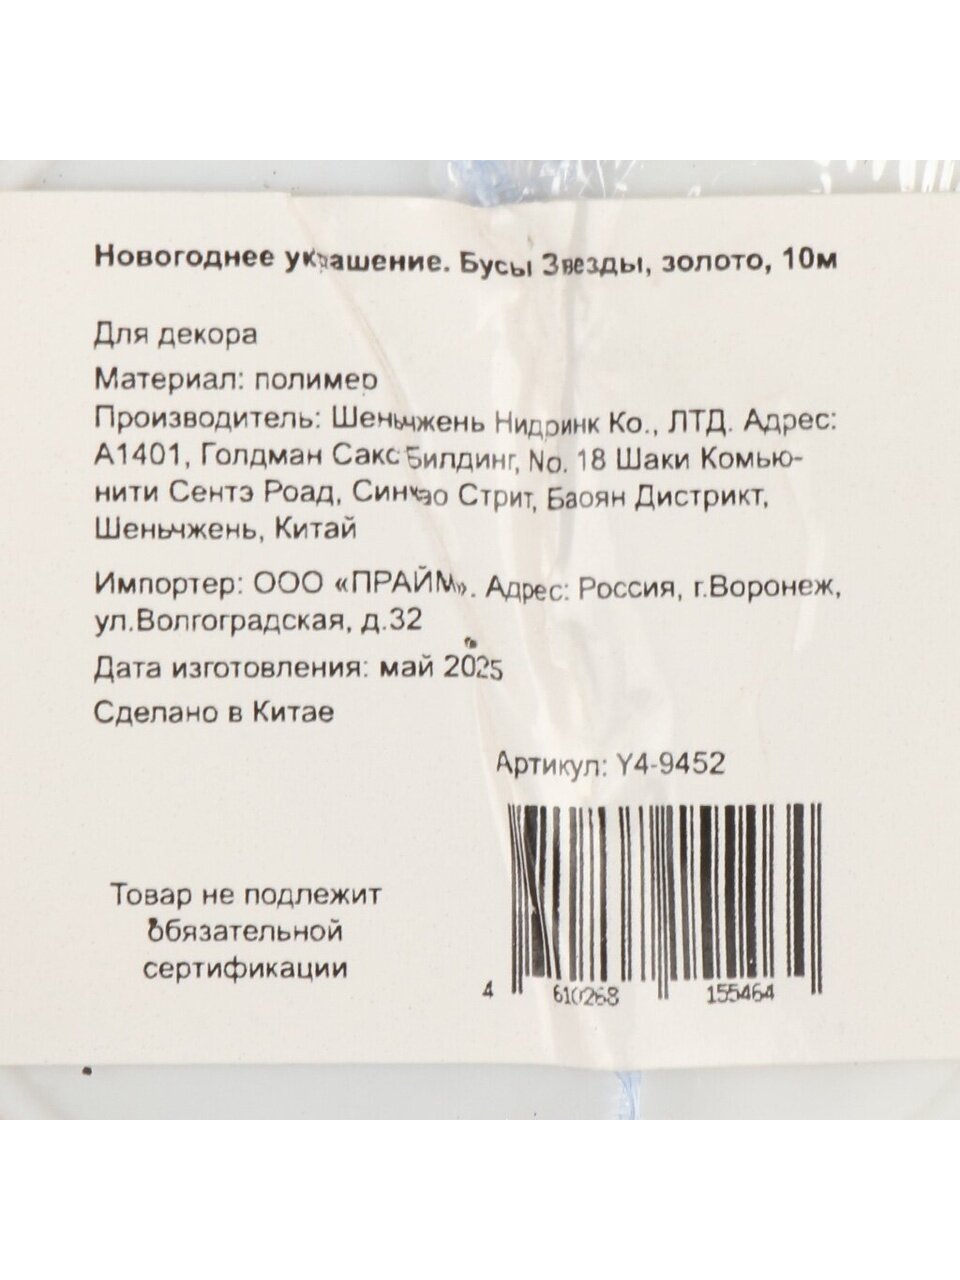 Новогоднее украшение. Бусы Звезды, золото, 10м
Для декора
Материал: полимер
Производитель: Шеньчжень Нидринк Ко., ЛТД. Адрес:
А1401, Голдман Сакс Билдинг, No. 18 Шаки Комью-
нити Сентэ Роад, Синчао Стрит, Баоян Дистрикт,
Шеньчжень, Китай
Импортер: ООО «ПРАЙМ». Адрес: Россия, г.Воронеж,
ул.Волгоградская, д.32
Дата изготовления: май 2025
Сделано в Китае
Артикул: Y4-9452
Товар не подлежит
обязательной
сертификации
4 610268 155464